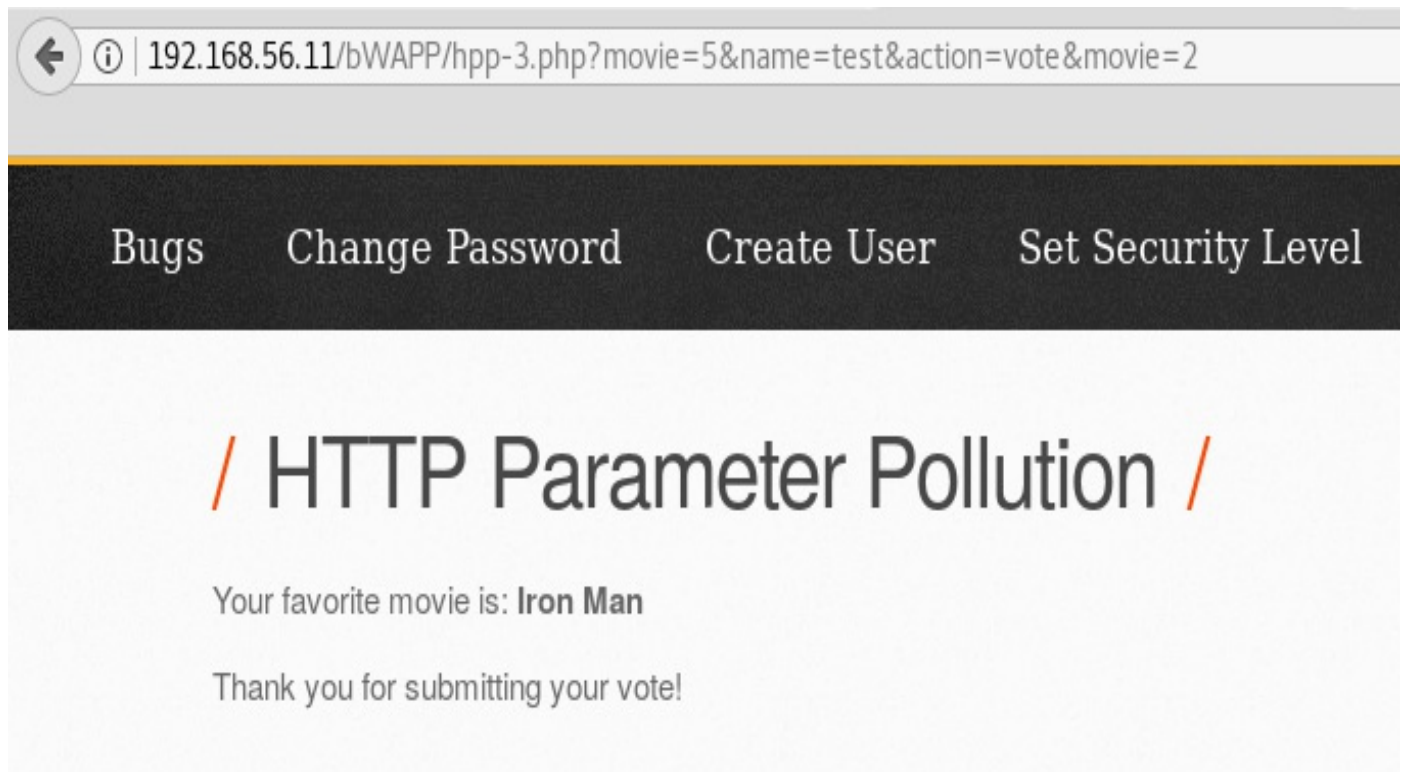 192.168.56.11/bWAPP/hpp-3.php?movie=5&name=test&action=vote&movie=2
Bugs Change Password Create User Set Security Level
/ HTTP Parameter Pollution /
Your favorite movie is: Iron Man
Thank you for submitting your vote!